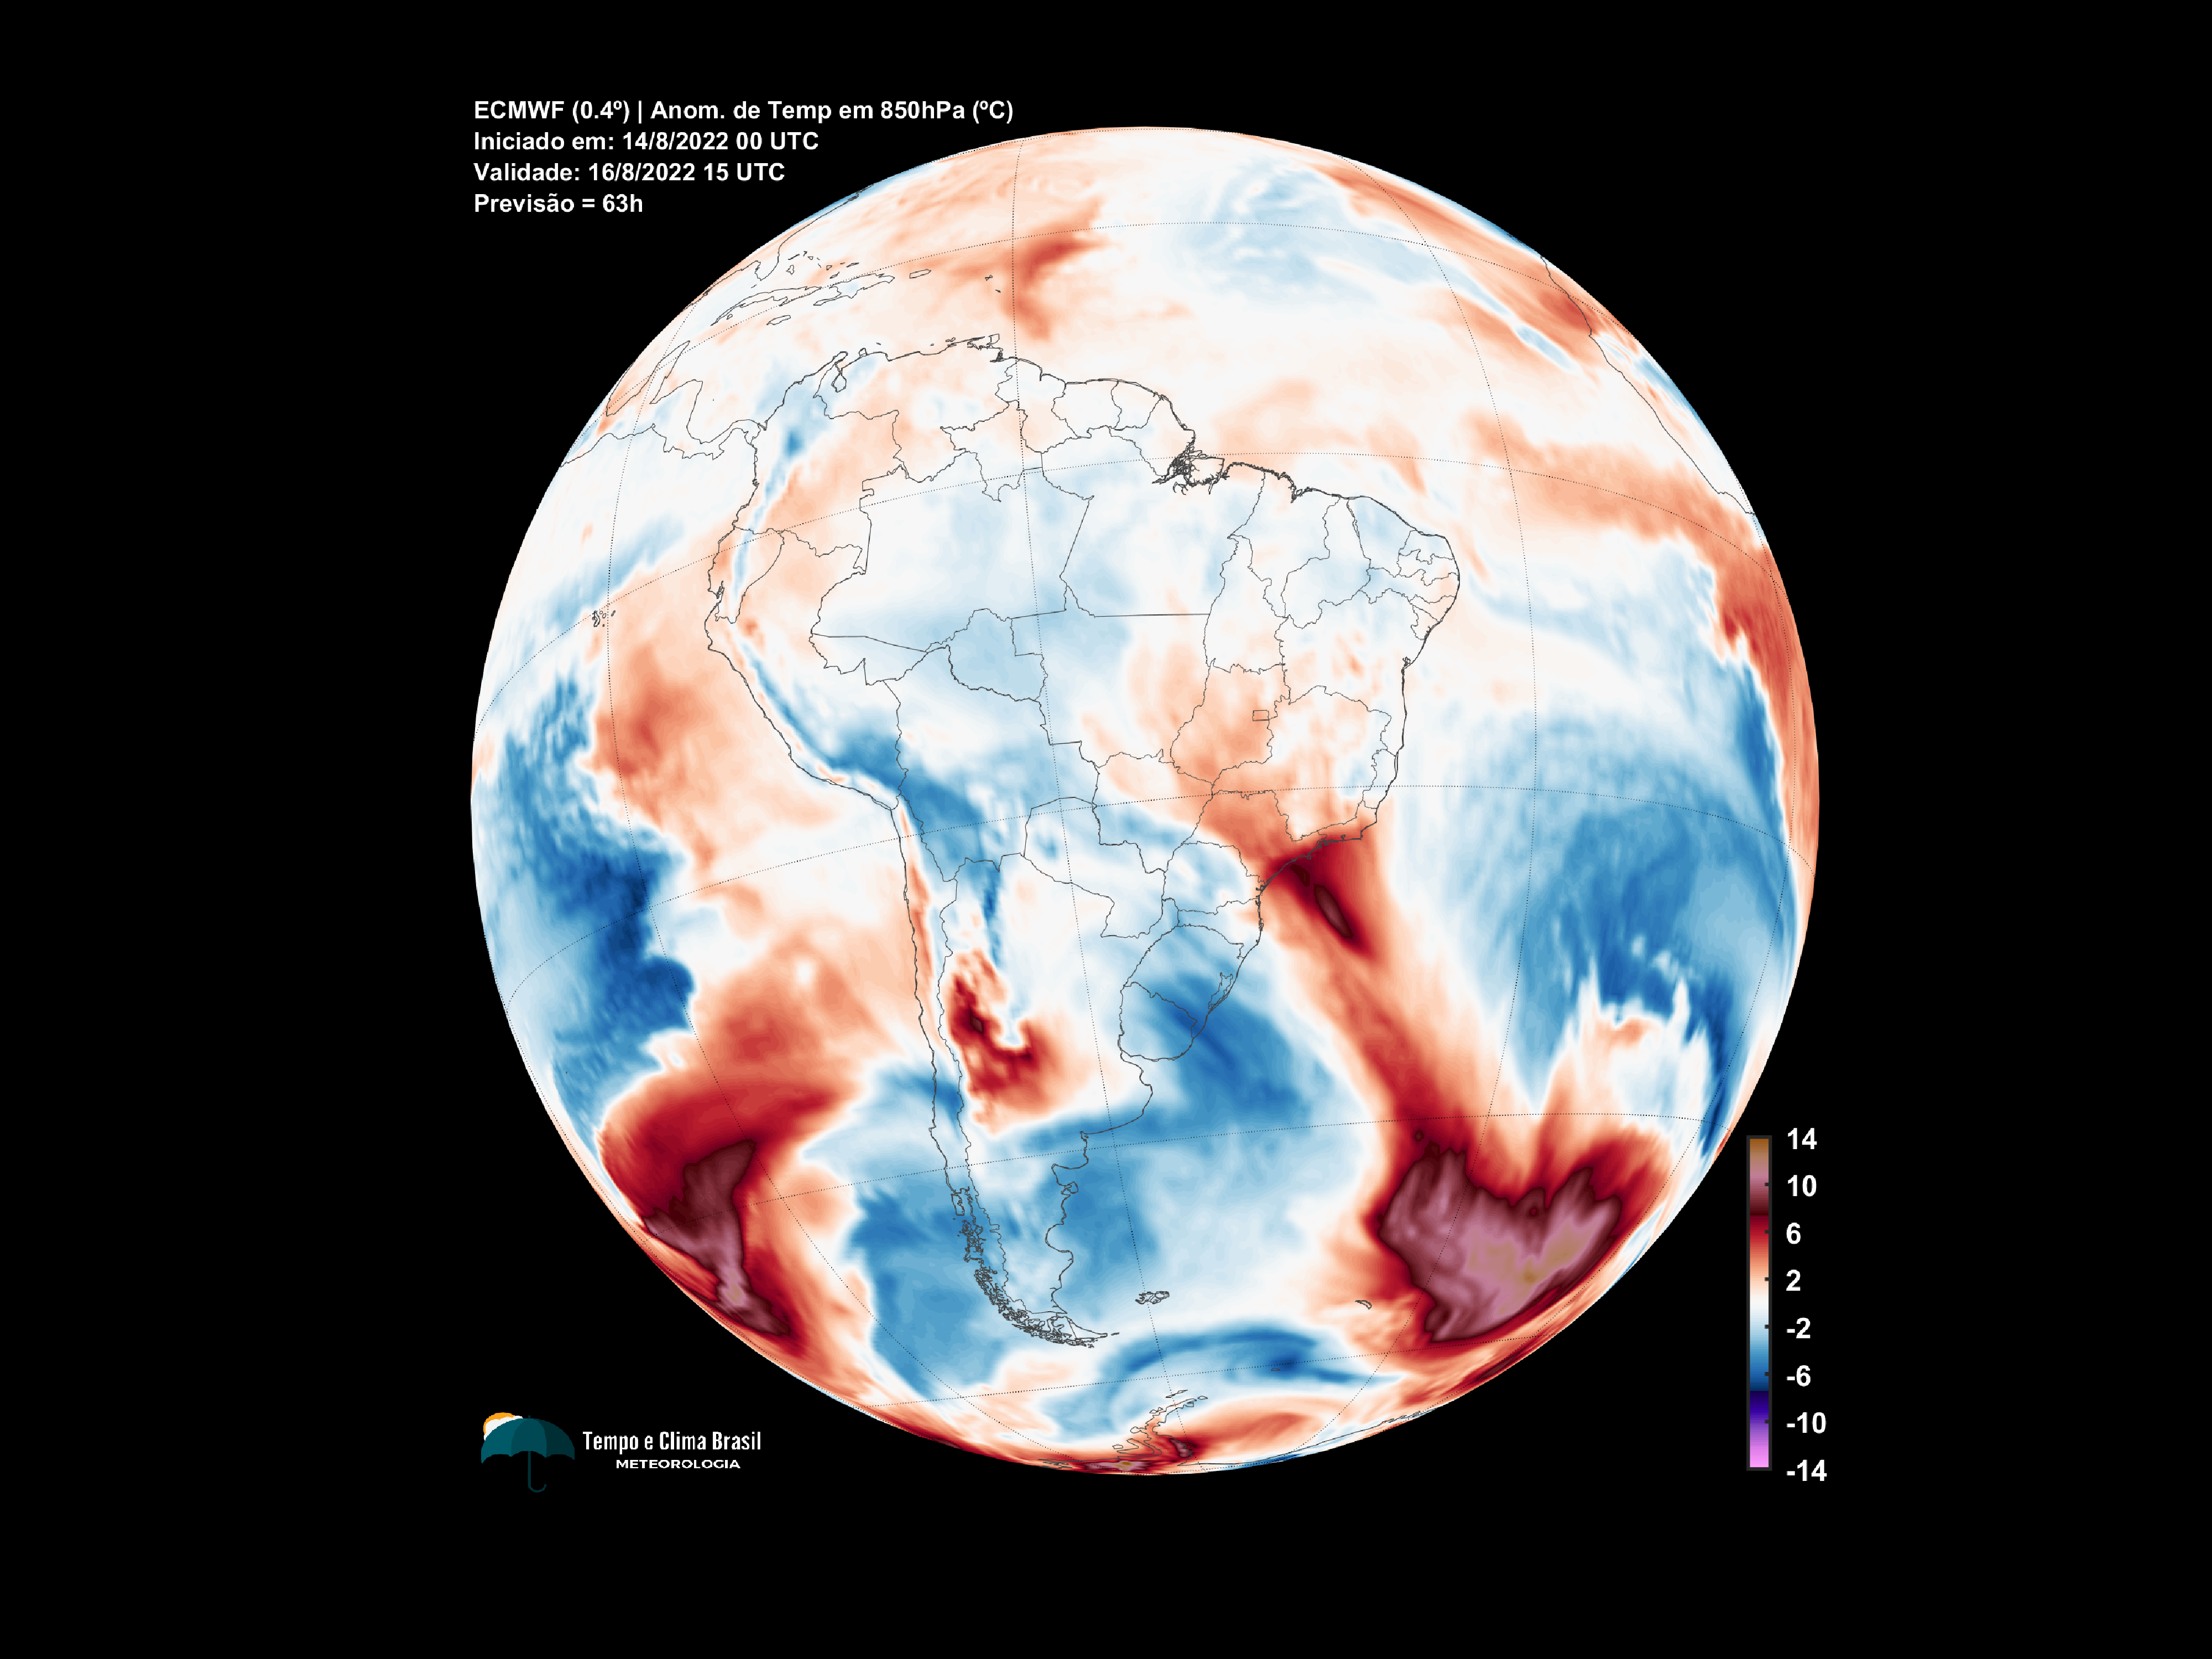 ECMWF (0.4º) | Anom. de Temp em 850hPa (ºC)
Iniciado em: 14/8/2022 00 UTC
Validade: 16/8/2022 15 UTC
Previsão = 63h
14
10
6
2
-2
-6
-10
-14
Tempo e Clima Brasil
METEOROLOGIA